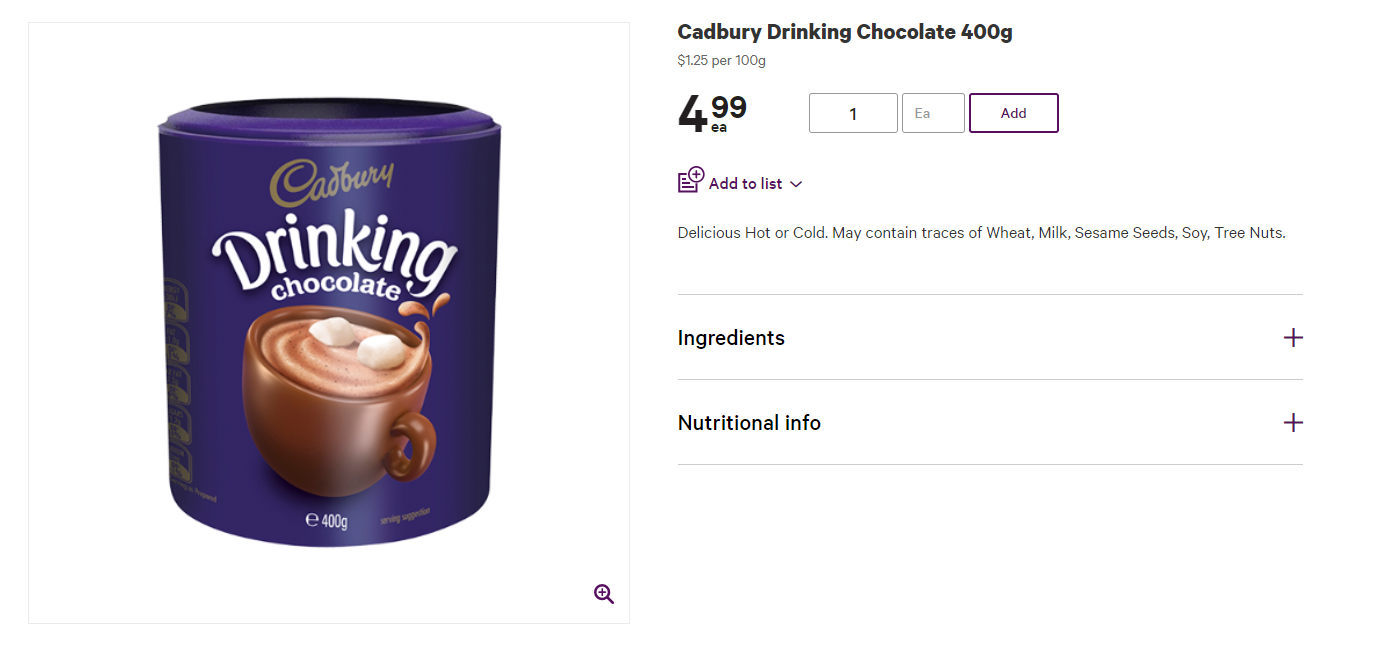 Cadbury
Drinking
chocolate
℮ 400g
serving suggestion
Cadbury Drinking Chocolate 400g
$1.25 per 100g
4 99
ea
1
Ea
Add
Add to list
Delicious Hot or Cold. May contain traces of Wheat, Milk, Sesame Seeds, Soy, Tree Nuts.
Ingredients
Nutritional info